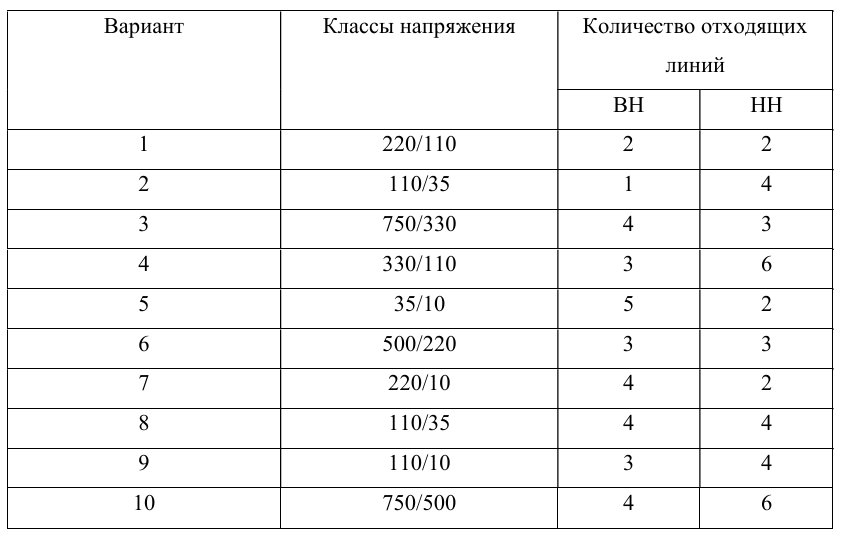 Вариант Классы напряжения Количество отходящих
линий
ВН НН
1 220/110 2 2
2 110/35 1 4
3 750/330 4 3
4 330/110 3 6
5 35/10 5 2
6 500/220 3 3
7 220/10 4 2
8 110/35 4 4
9 110/10 3 4
10 750/500 4 6